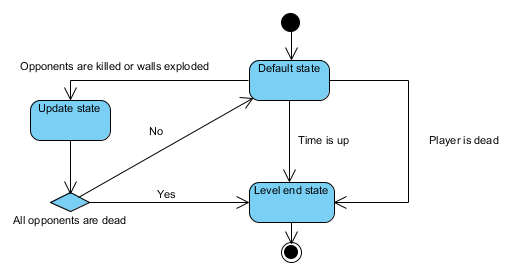 Opponents are killed or walls exploded
Default state
Update state
No
Time is up
Player is dead
Yes
Level end state
All opponents are dead